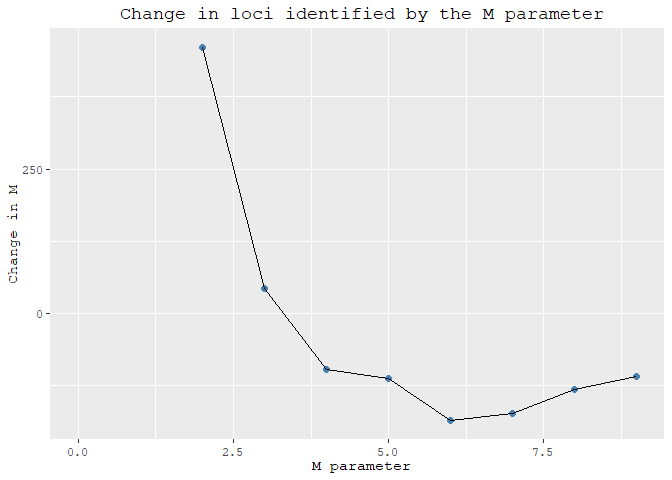 Change in loci identified by the M parameter
250
0
Change in M
0.0 2.5 5.0 7.5
M parameter